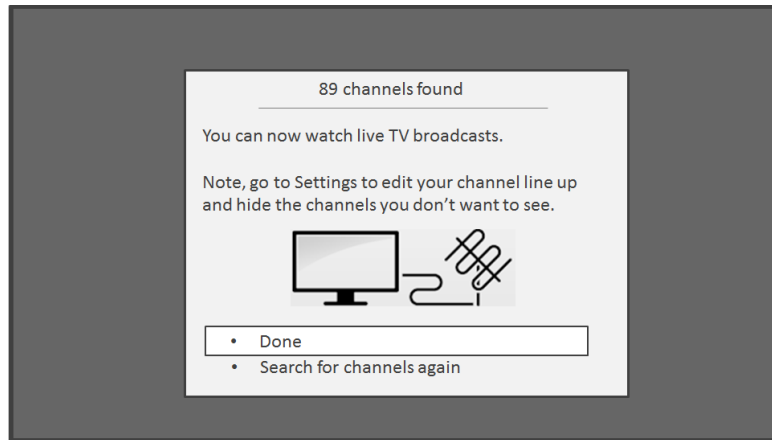 89 channels found
You can now watch live TV broadcasts.
Note, go to Settings to edit your channel line up
and hide the channels you don’t want to see.
• Done
• Search for channels again